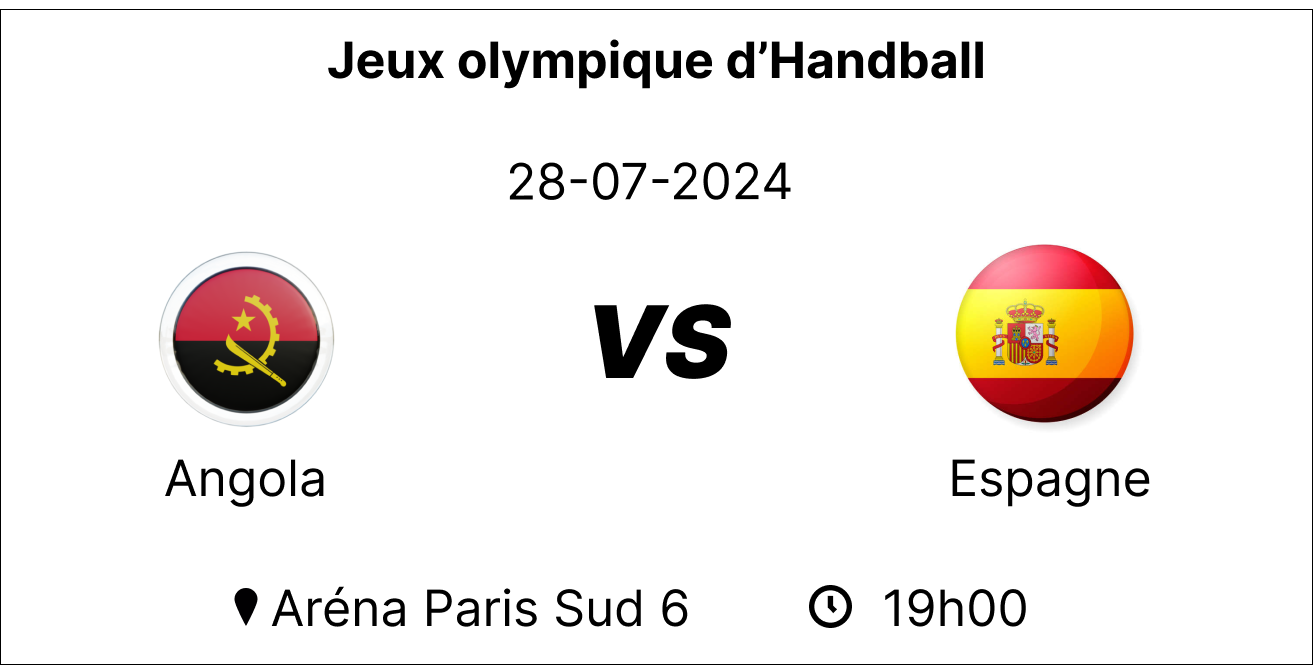 Jeux olympique d’Handball
28-07-2024
VS
Angola
Espagne
Aréna Paris Sud 6
19h00